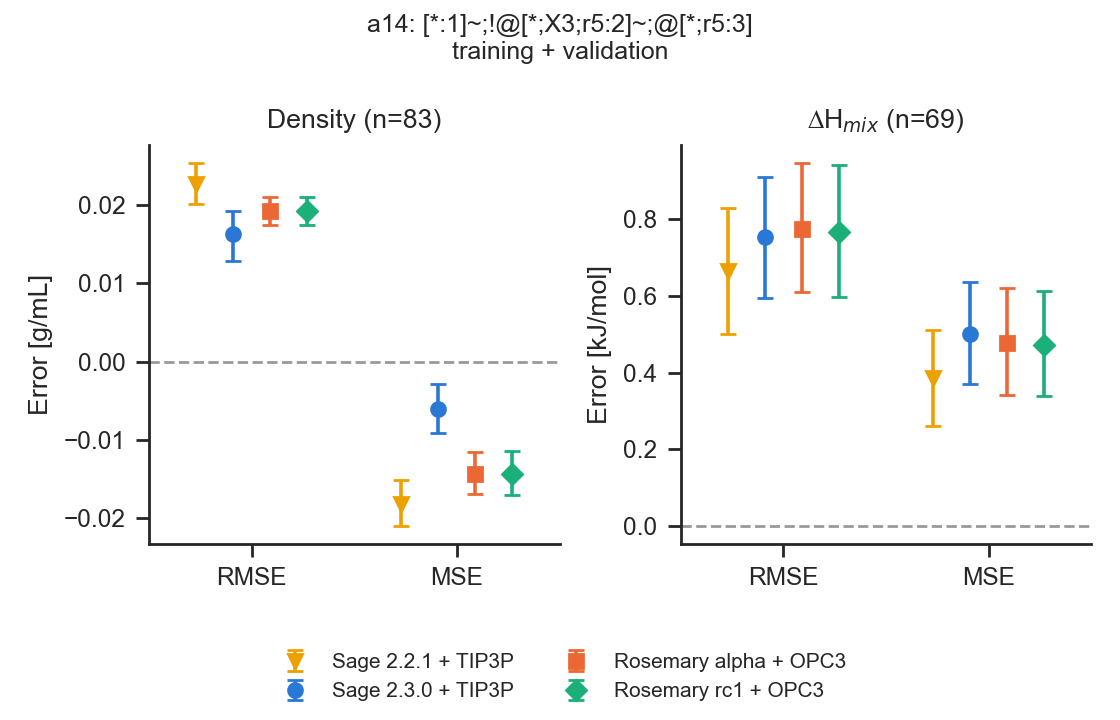 a14: [*:1]~;!@[*;X3;r5:2]~;@[*;r5:3]
training + validation
Density (n=83)
Error [g/mL]
0.02
0.01
0.00
−0.01
−0.02
RMSE
MSE
ΔHmix (n=69)
Error [kJ/mol]
0.8
0.6
0.4
0.2
0.0
RMSE
MSE
Sage 2.2.1 + TIP3P
Sage 2.3.0 + TIP3P
Rosemary alpha + OPC3
Rosemary rc1 + OPC3